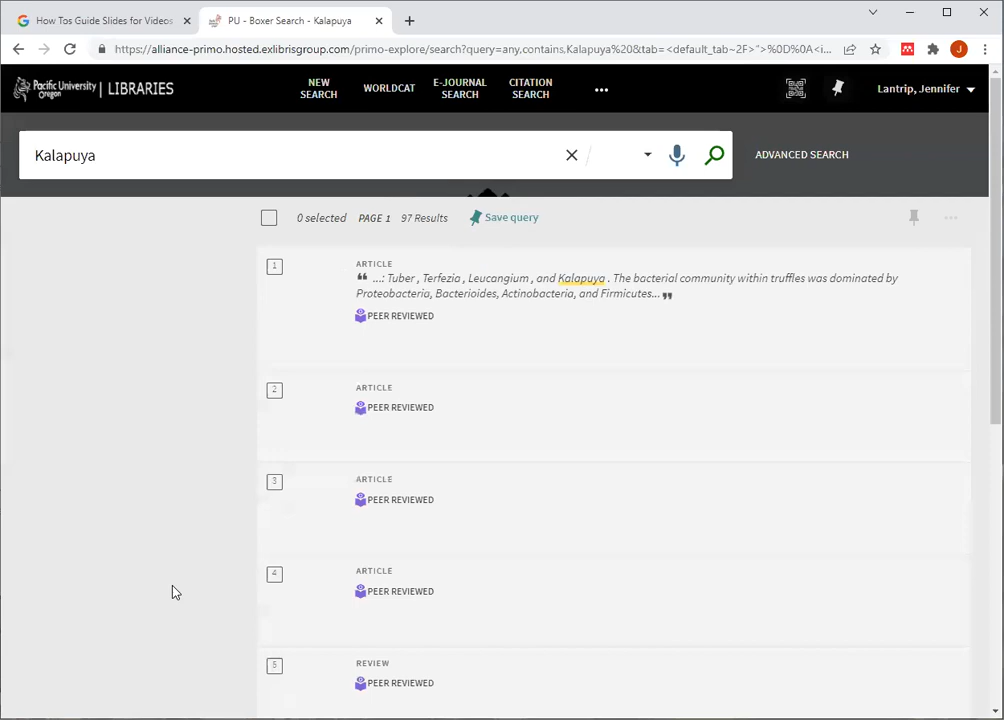 How Tos Guide Slides for Videos
PU - Boxer Search - Kalapuya
https://alliance-primo.hosted.exlibrisgroup.com/primo-explore/search?query=any,contains,Kalapuya%20&tab=<default_tab~2F>">%0D%0A<i...
J
Pacific University Oregon | LIBRARIES
NEW SEARCH
WORLDCAT
E-JOURNAL SEARCH
CITATION SEARCH
Lantrip, Jennifer
Kalapuya
ADVANCED SEARCH
0 selected PAGE 1 97 Results Save query
1
ARTICLE
...: Tuber , Terfezia , Leucangium , and Kalapuya . The bacterial community within truffles was dominated by
Proteobacteria, Bacterioides, Actinobacteria, and Firmicutes...
PEER REVIEWED
2
ARTICLE
PEER REVIEWED
3
ARTICLE
PEER REVIEWED
4
ARTICLE
PEER REVIEWED
5
REVIEW
PEER REVIEWED